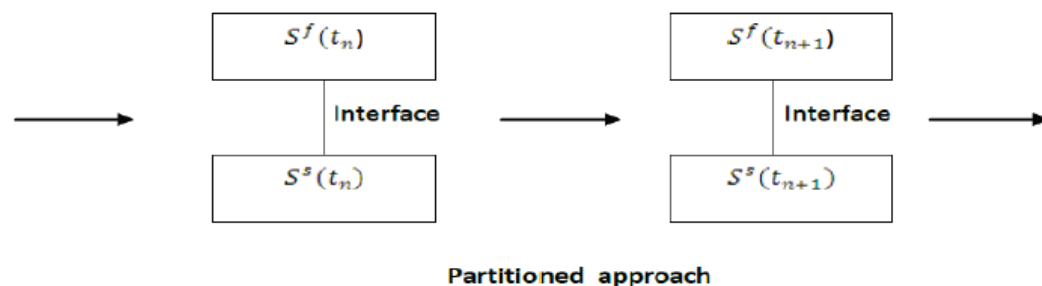 S^f(t_n) S^f(t_{n+1})
Interface Interface
S^s(t_n) S^s(t_{n+1})
Partitioned approach